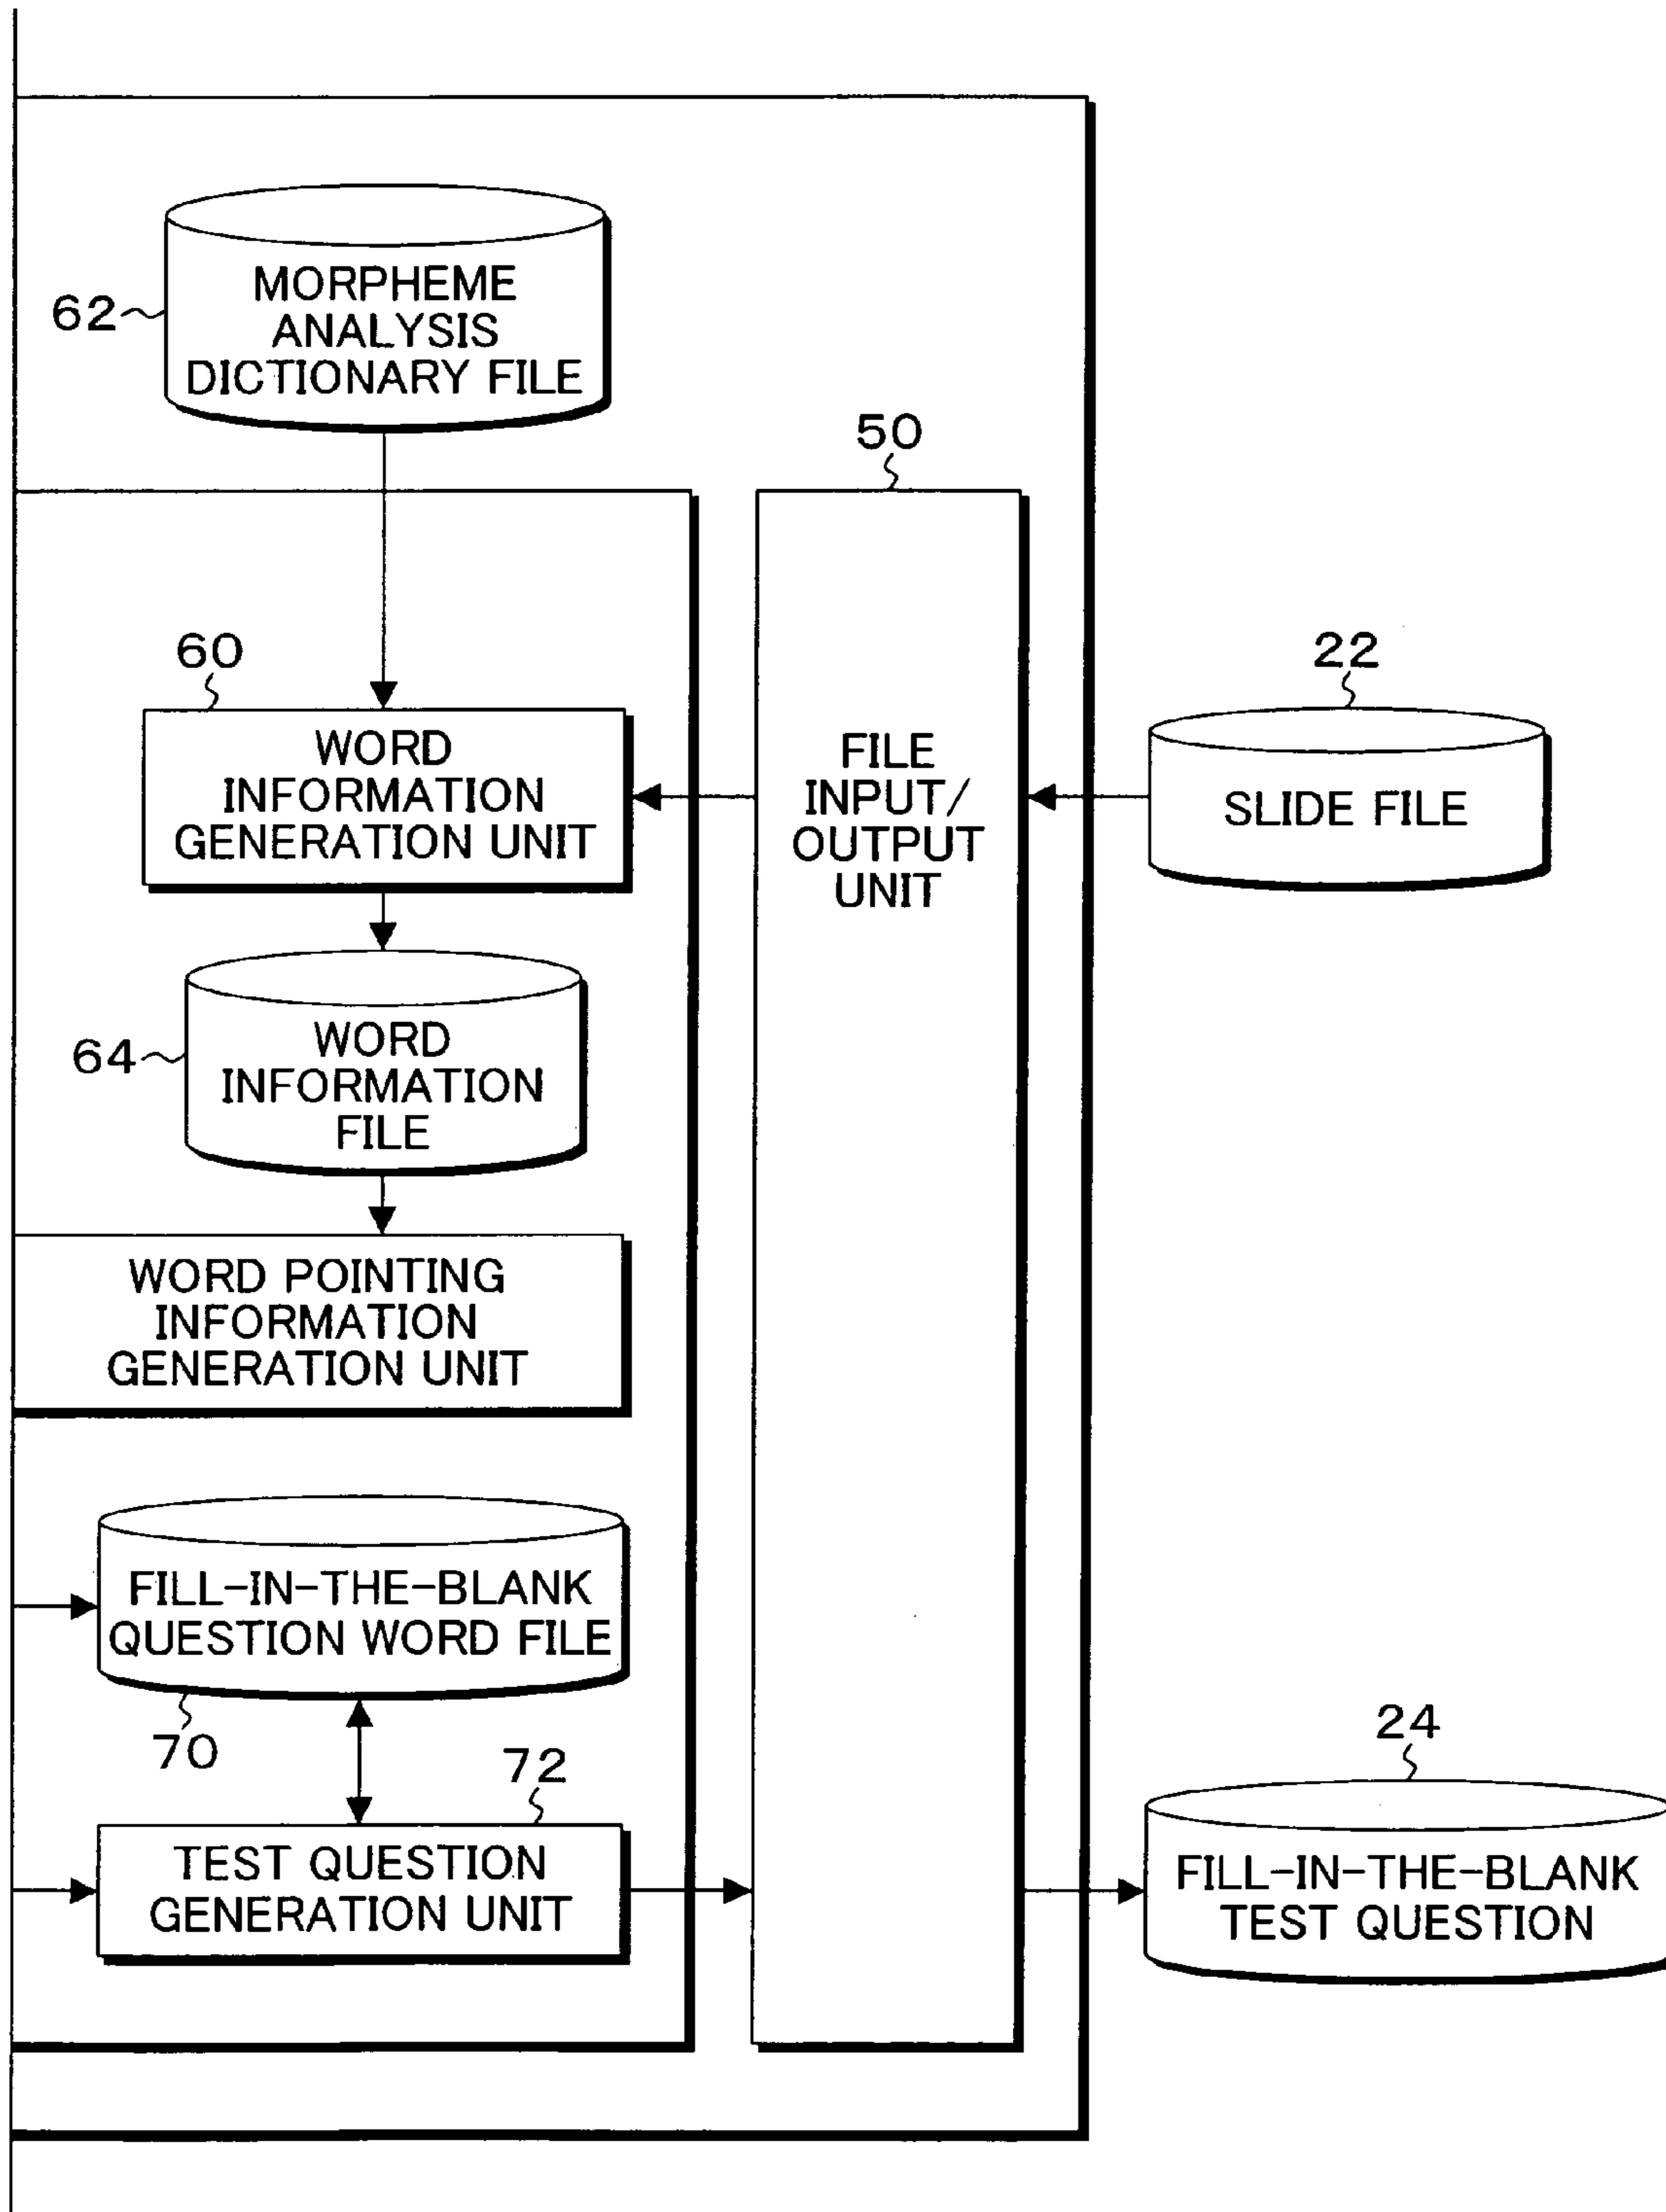 62
MORPHEME
ANALYSIS
DICTIONARY FILE
50
60
WORD
INFORMATION
GENERATION UNIT
FILE
INPUT/
OUTPUT
UNIT
22
SLIDE FILE
64
WORD
INFORMATION
FILE
WORD POINTING
INFORMATION
GENERATION UNIT
FILL-IN-THE-BLANK
QUESTION WORD FILE
70
72
TEST QUESTION
GENERATION UNIT
24
FILL-IN-THE-BLANK
TEST QUESTION